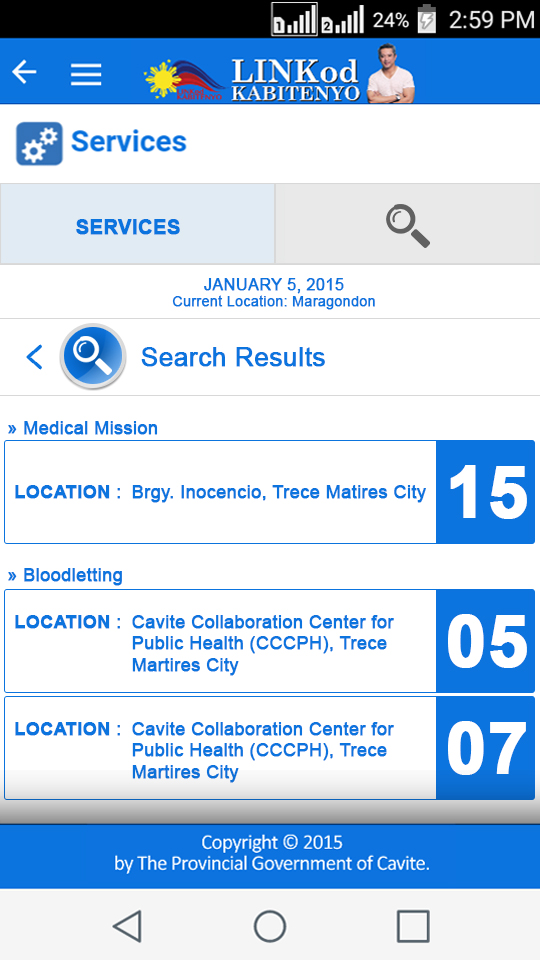 1 2 24% 2:59 PM
LINKod
KABITENYO
Services
SERVICES
JANUARY 5, 2015
Current Location: Maragondon
Search Results
» Medical Mission
LOCATION : Brgy. Inocencio, Trece Matires City
15
» Bloodletting
LOCATION : Cavite Collaboration Center for
Public Health (CCCPH), Trece
Martires City
05
LOCATION : Cavite Collaboration Center for
Public Health (CCCPH), Trece
Martires City
07
Copyright © 2015
by The Provincial Government of Cavite.